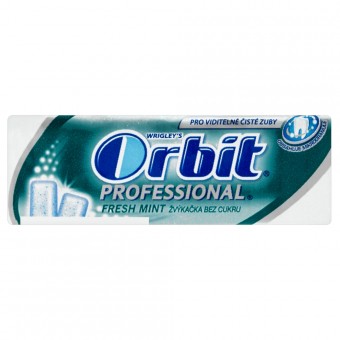 PRO VIDITELNĚ ČISTÉ ZUBY
WRIGLEY'S
Orbit
PROFESSIONAL®
FRESH MINT ŽVÝKAČKA BEZ CUKRU